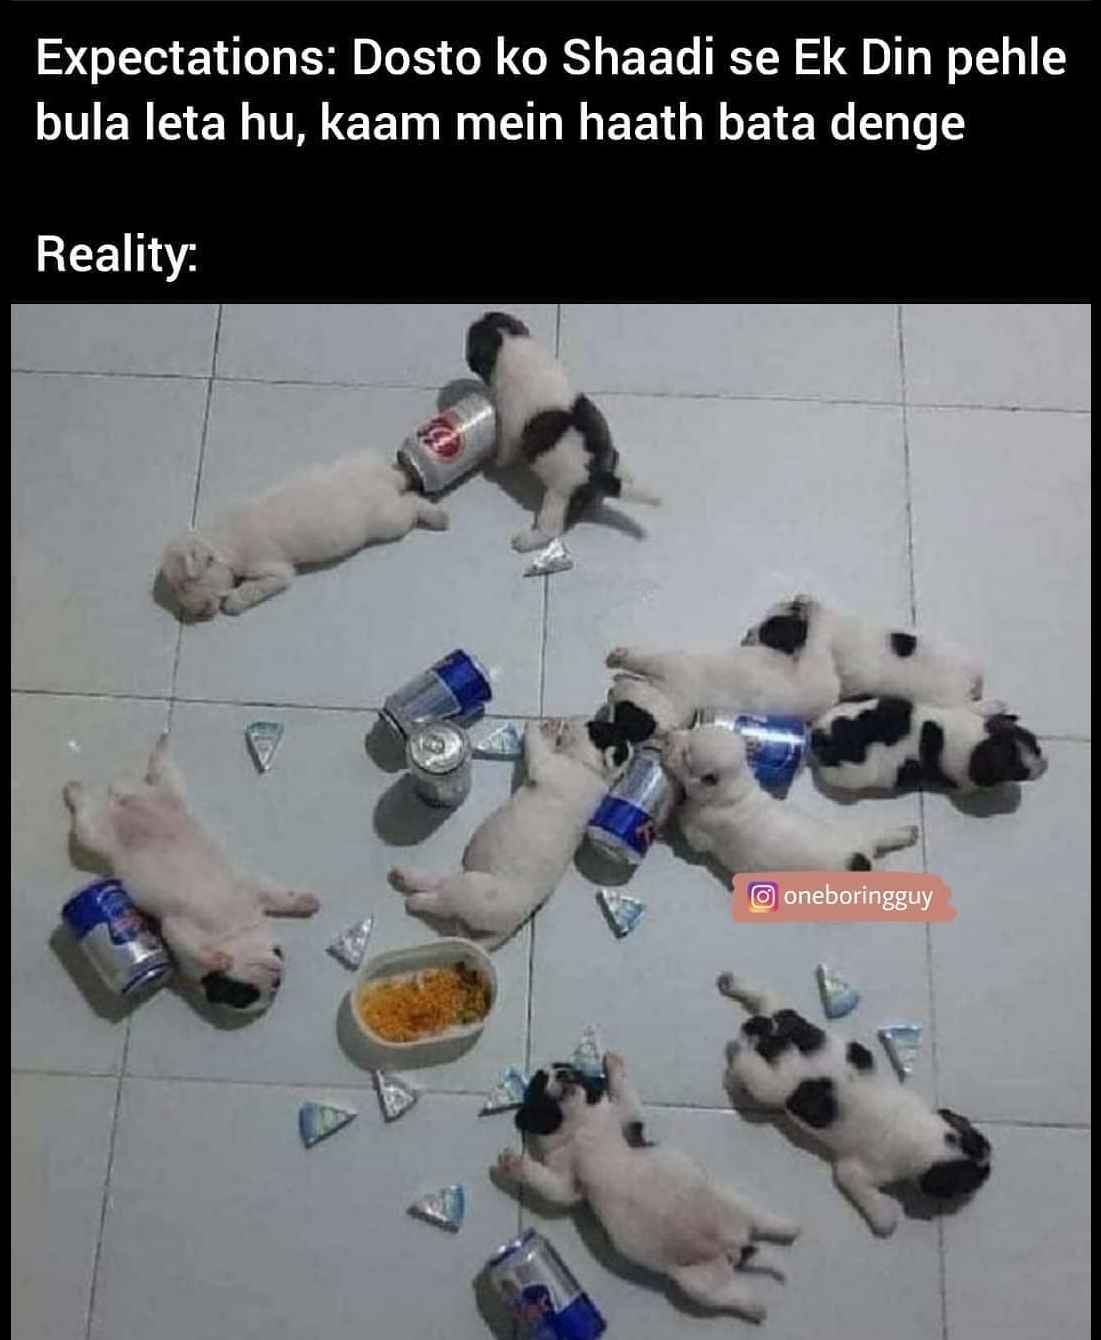 Expectations: Dosto ko Shaadi se Ek Din pehle
bula leta hu, kaam mein haath bata denge
Reality:
oneboringguy